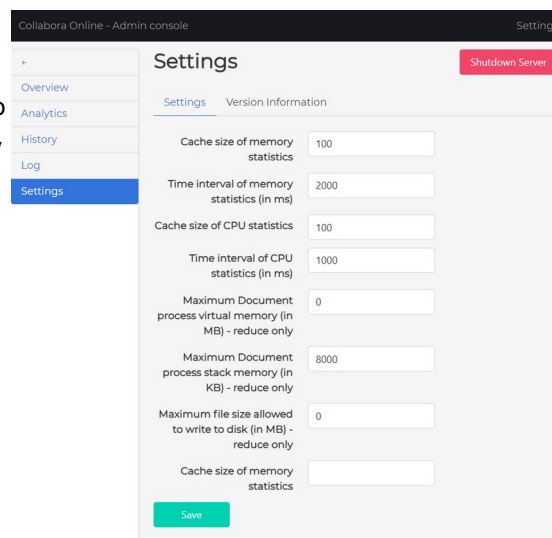 Collabora Online - Admin console
Setting
←
Overview
Analytics
History
Log
Settings
Settings
Shutdown Server
Settings Version Information
Cache size of memory
statistics
100
Time interval of memory
statistics (in ms)
2000
Cache size of CPU statistics
100
Time interval of CPU
statistics (in ms)
1000
Maximum Document
process virtual memory (in
MB) - reduce only
0
Maximum Document
process stack memory (in
KB) - reduce only
8000
Maximum file size allowed
to write to disk (in MB) -
reduce only
0
Cache size of memory
statistics
Save